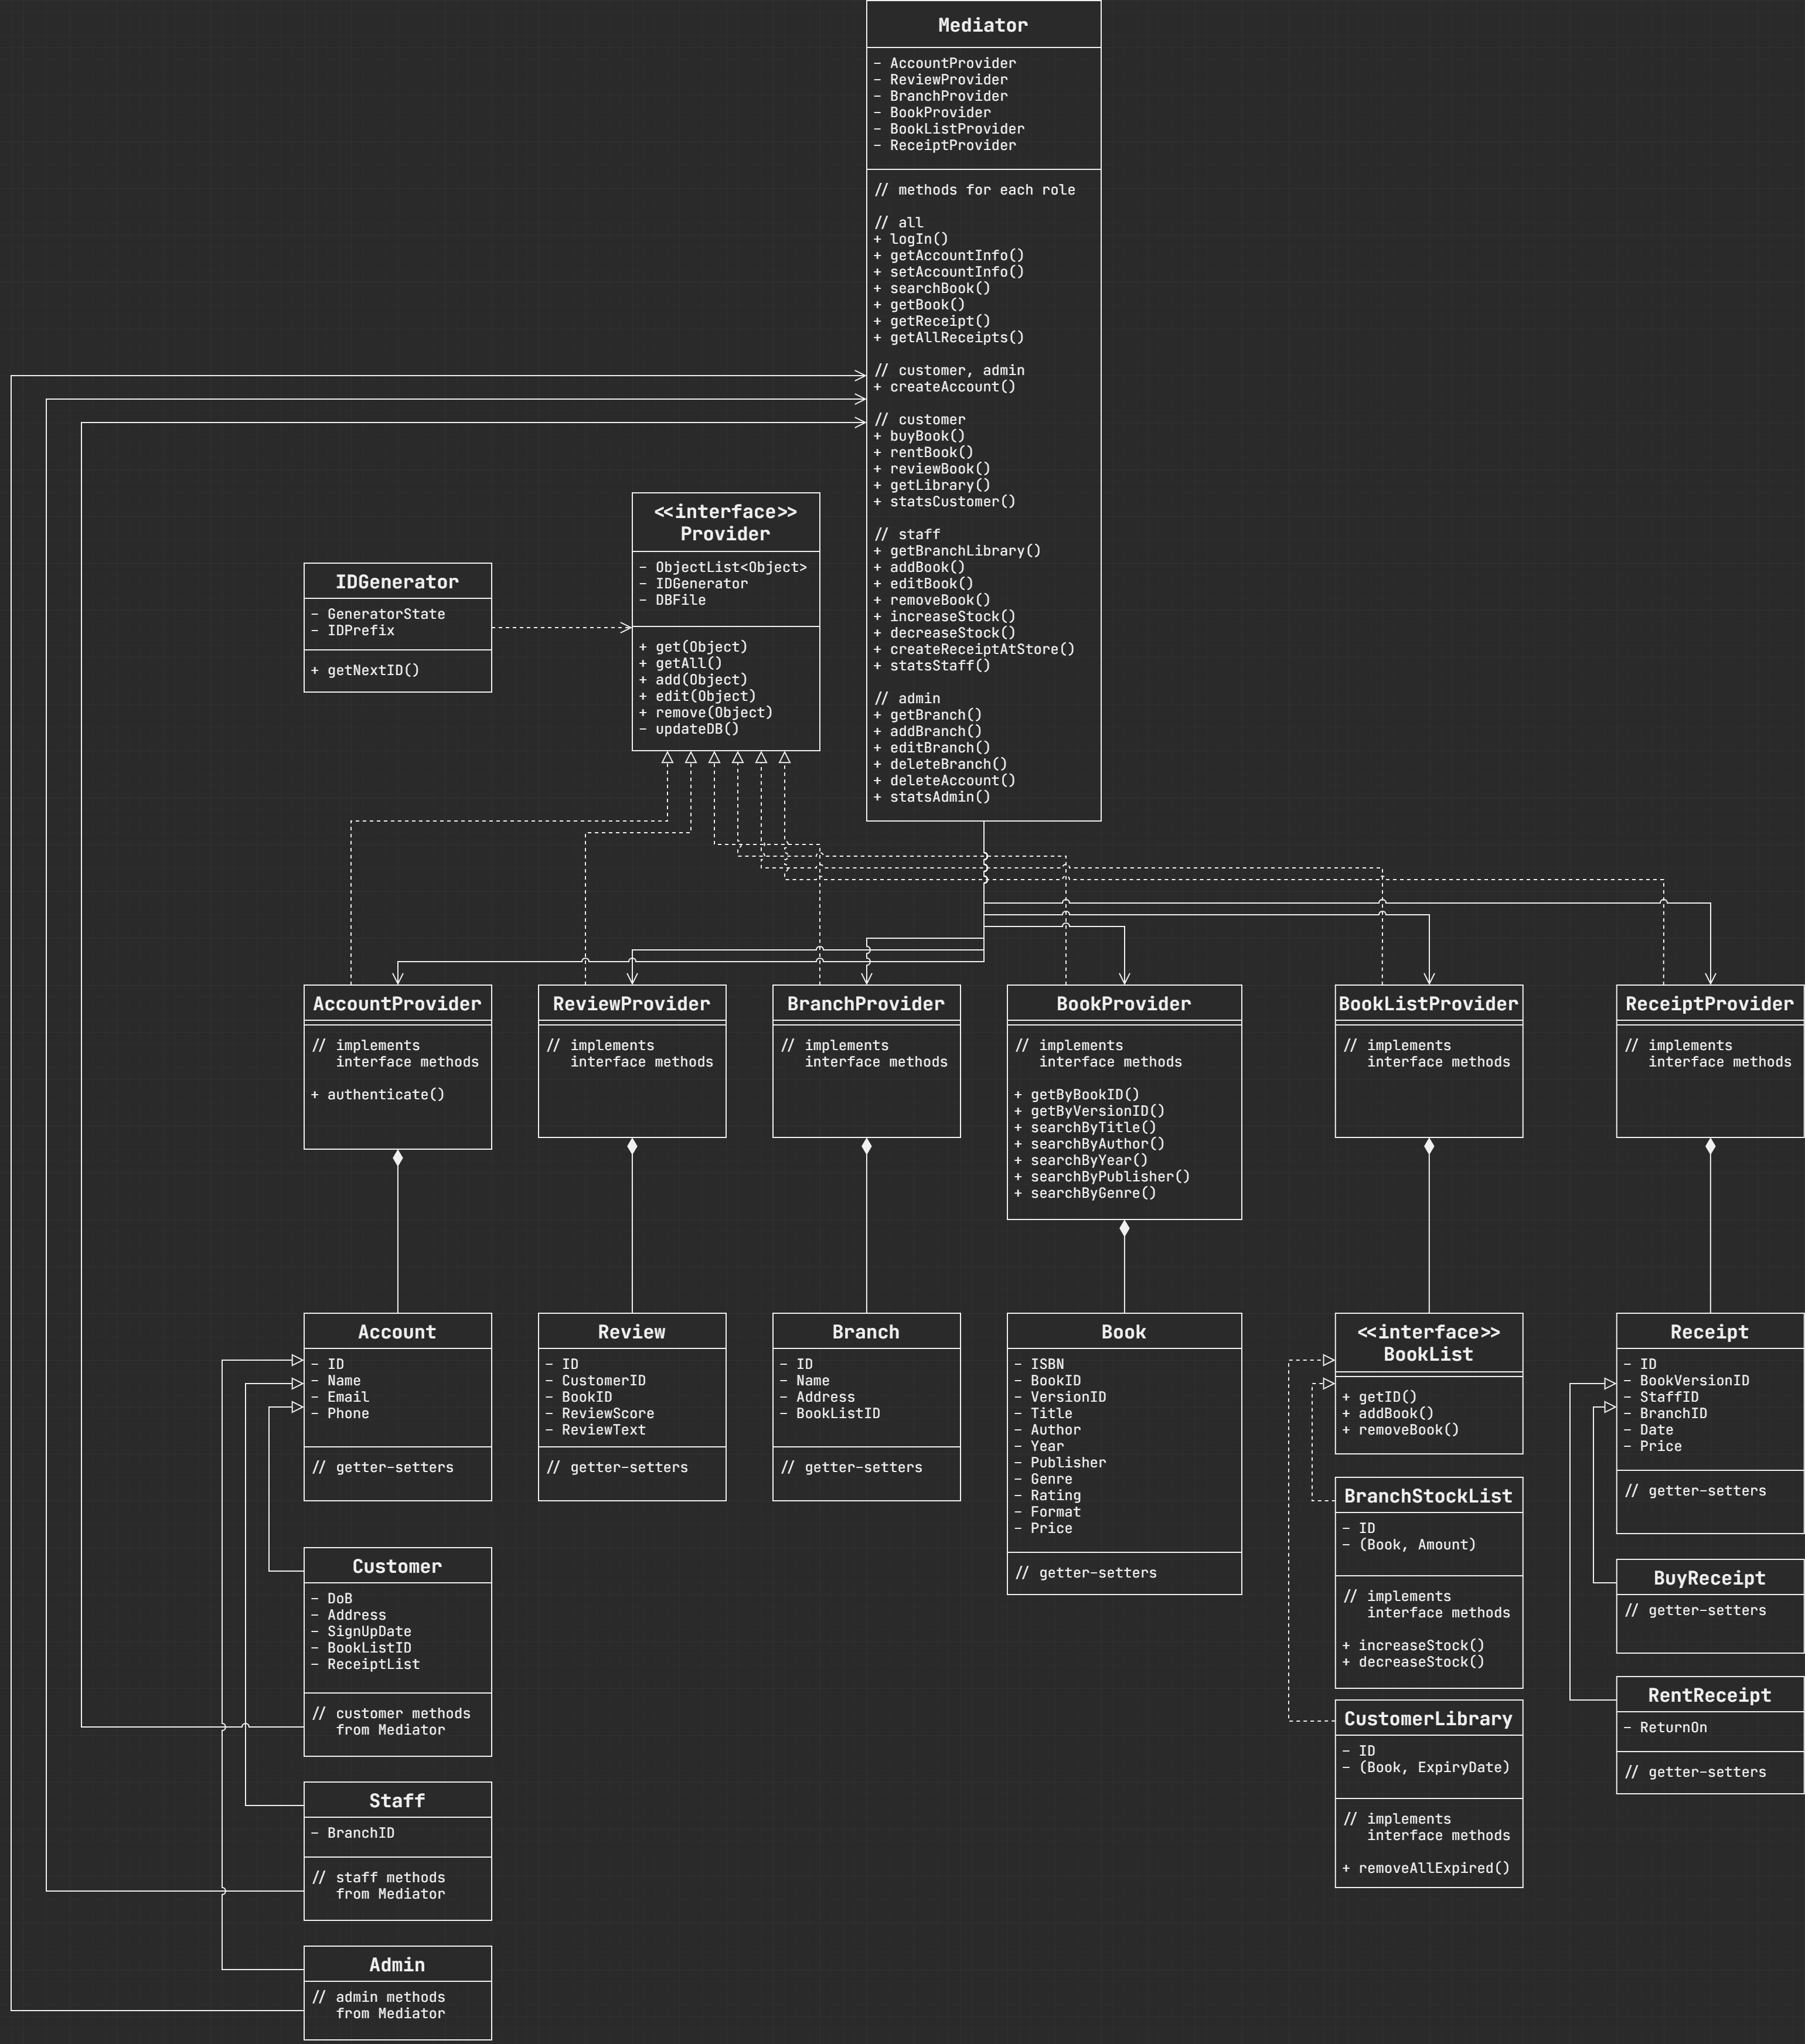 Mediator
- AccountProvider
- ReviewProvider
- BranchProvider
- BookProvider
- BookListProvider
- ReceiptProvider
// methods for each role
// all
+ logIn()
+ getAccountInfo()
+ setAccountInfo()
+ searchBook()
+ getBook()
+ getReceipt()
+ getAllReceipts()
// customer, admin
+ createAccount()
// customer
+ buyBook()
+ rentBook()
+ reviewBook()
+ getLibrary()
+ statsCustomer()
// staff
+ getBranchLibrary()
+ addBook()
+ editBook()
+ removeBook()
+ increaseStock()
+ decreaseStock()
+ createReceiptAtStore()
+ statsStaff()
// admin
+ getBranch()
+ addBranch()
+ editBranch()
+ deleteBranch()
+ deleteAccount()
+ statsAdmin()
<<interface>>
Provider
- ObjectList<Object>
- IDGenerator
- DBFile
+ get(Object)
+ getAll()
+ add(Object)
+ edit(Object)
+ remove(Object)
- updateDB()
IDGenerator
- GeneratorState
- IDPrefix
+ getNextID()
AccountProvider
// implements
interface methods
+ authenticate()
ReviewProvider
// implements
interface methods
BranchProvider
// implements
interface methods
BookProvider
// implements
interface methods
+ getByBookID()
+ getByVersionID()
+ searchByTitle()
+ searchByAuthor()
+ searchByYear()
+ searchByPublisher()
+ searchByGenre()
BookListProvider
// implements
interface methods
ReceiptProvider
// implements
interface methods
Account
- ID
- Name
- Email
- Phone
// getter-setters
Review
- ID
- CustomerID
- BookID
- ReviewScore
- ReviewText
// getter-setters
Branch
- ID
- Name
- Address
- BookListID
// getter-setters
Book
- ISBN
- BookID
- VersionID
- Title
- Author
- Year
- Publisher
- Genre
- Rating
- Format
- Price
// getter-setters
<<interface>>
BookList
+ getID()
+ addBook()
+ removeBook()
Receipt
- ID
- BookVersionID
- StaffID
- BranchID
- Date
- Price
// getter-setters
BranchStockList
- ID
- (Book, Amount)
// implements
interface methods
+ increaseStock()
+ decreaseStock()
BuyReceipt
// getter-setters
Customer
- DoB
- Address
- SignUpDate
- BookListID
- ReceiptList
// customer methods
from Mediator
CustomerLibrary
- ID
- (Book, ExpiryDate)
// implements
interface methods
+ removeAllExpired()
RentReceipt
- ReturnOn
// getter-setters
Staff
- BranchID
// staff methods
from Mediator
Admin
// admin methods
from Mediator